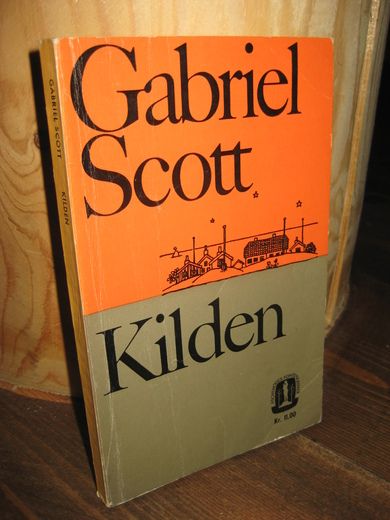 Gabriel
Scott
Kilden
Kr. 11,00
GABRIEL SCOTT
KILDEN